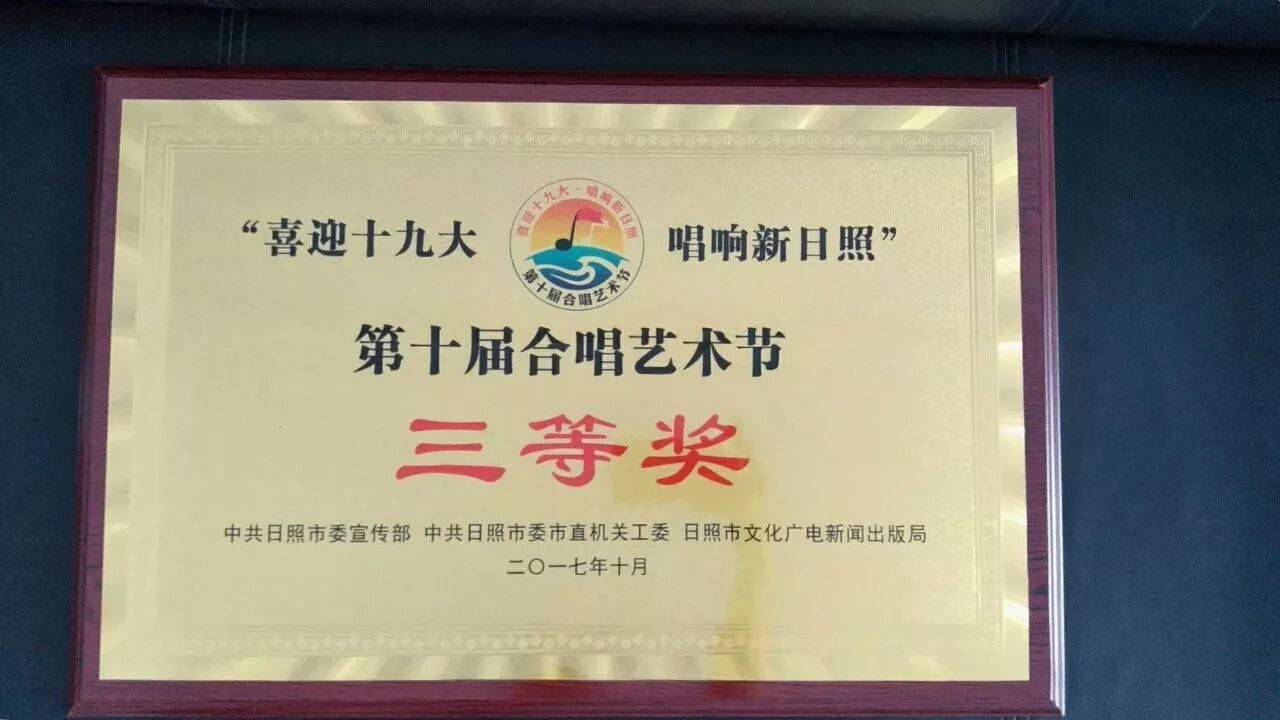 “喜迎十九大 唱响新日照”
喜迎十九大·唱响新日照
第十届合唱艺术节
第十届合唱艺术节
三等奖
中共日照市委宣传部 中共日照市委市直机关工委 日照市文化广电新闻出版局
二〇一七年十月